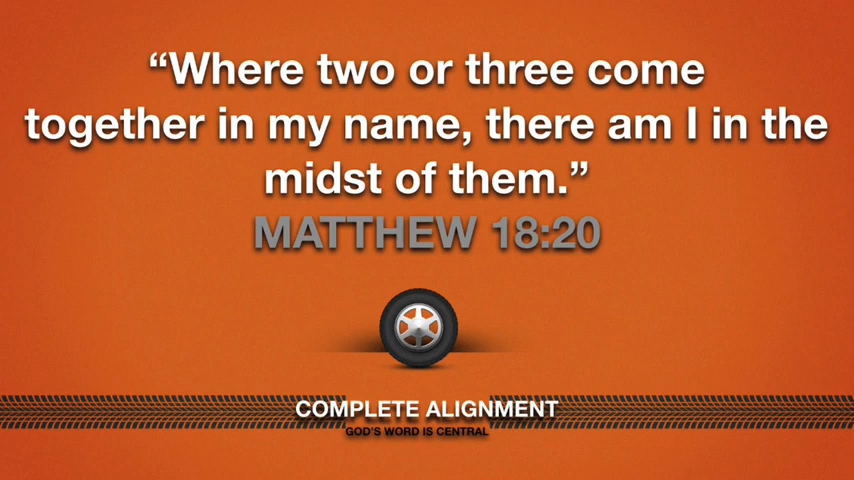 “Where two or three come
together in my name, there am I in the
midst of them.”
MATTHEW 18:20
COMPLETE ALIGNMENT
GOD'S WORD IS CENTRAL